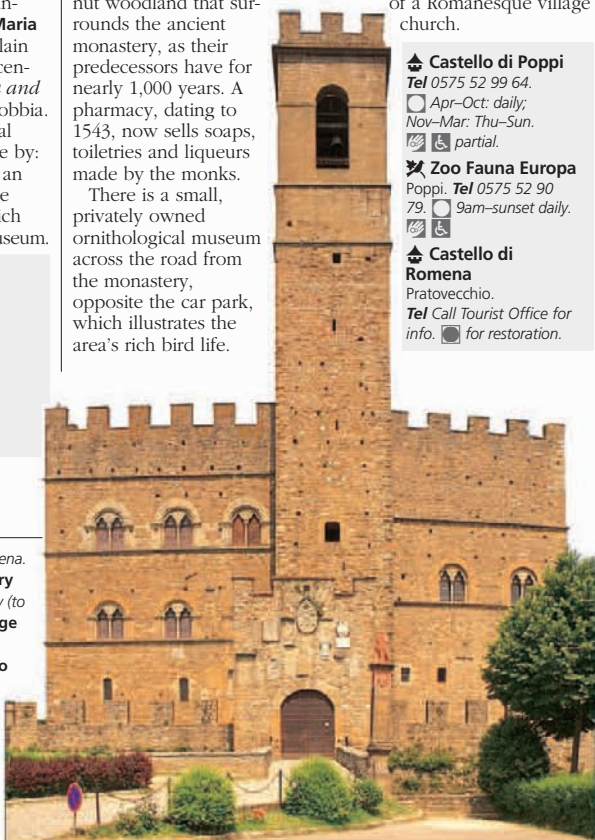 n-
Maria
lain
cen-
and
obbia.
al
e by:
an
e
ich
useum.
nut woodland that sur-
rounds the ancient
monastery, as their
predecessors have for
nearly 1,000 years. A
pharmacy, dating to
1543, now sells soaps,
toiletries and liqueurs
made by the monks.
There is a small,
privately owned
ornithological museum
across the road from
the monastery,
opposite the car park,
which illustrates the
area's rich bird life.
of a Romanesque village
church.
Castello di Poppi
Tel 0575 52 99 64.
Apr–Oct: daily;
Nov–Mar: Thu–Sun.
partial.
Zoo Fauna Europa
Poppi. Tel 0575 52 90
79. 9am–sunset daily.
Castello di
Romena
Pratovecchio.
Tel Call Tourist Office for
info. for restoration.
ena.
ry
y (to
ge
o